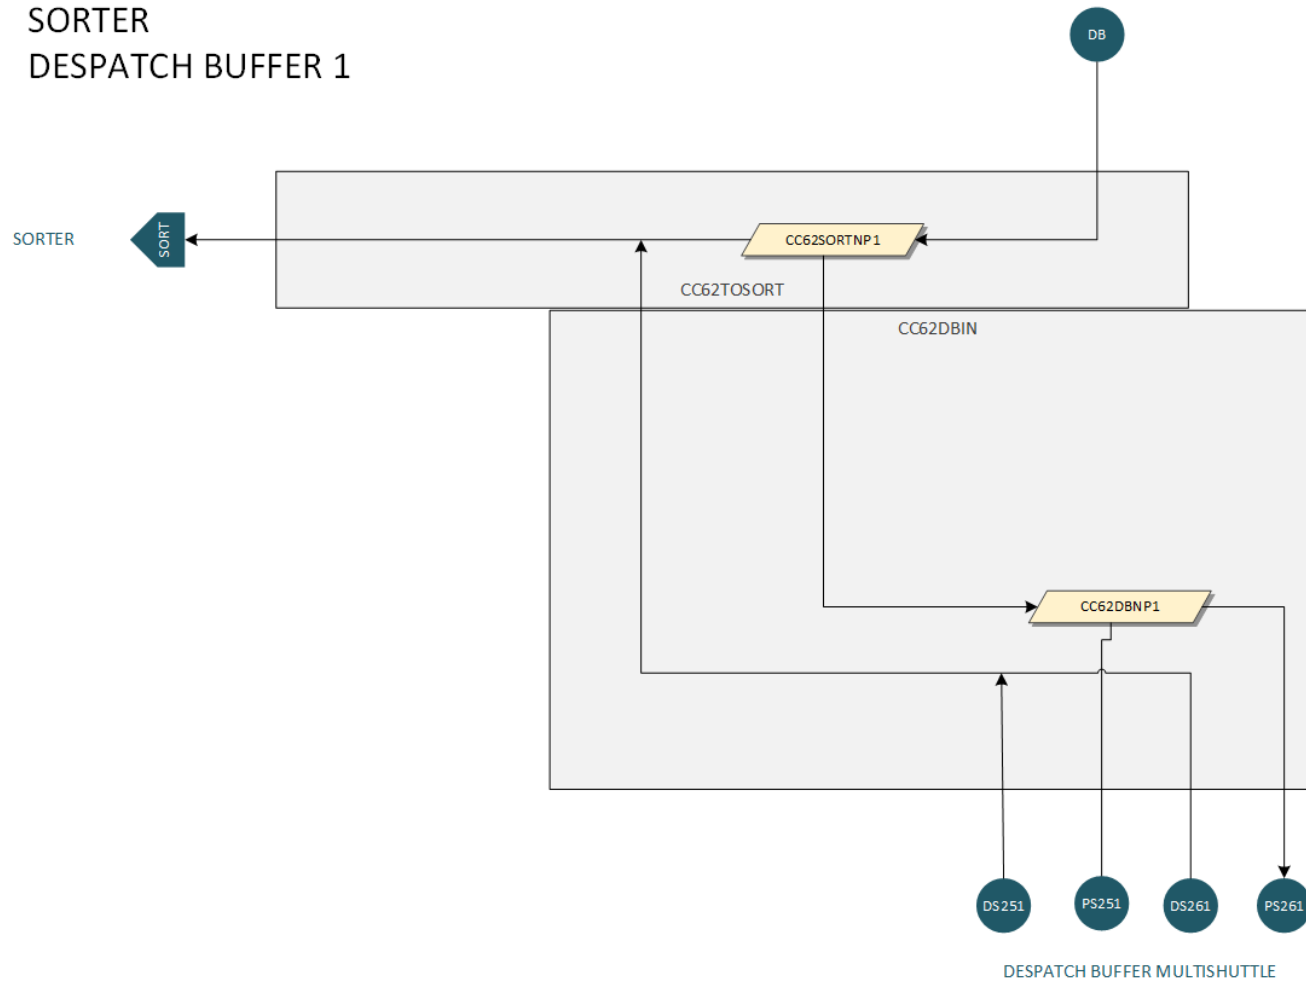 SORTER
DESPATCH BUFFER 1
DB
SORTER
SORT
CC62SORTNP1
CC62TOSORT
CC62DBIN
CC62DBNP1
DS251
PS251
DS261
PS261
DESPATCH BUFFER MULTISHUTTLE